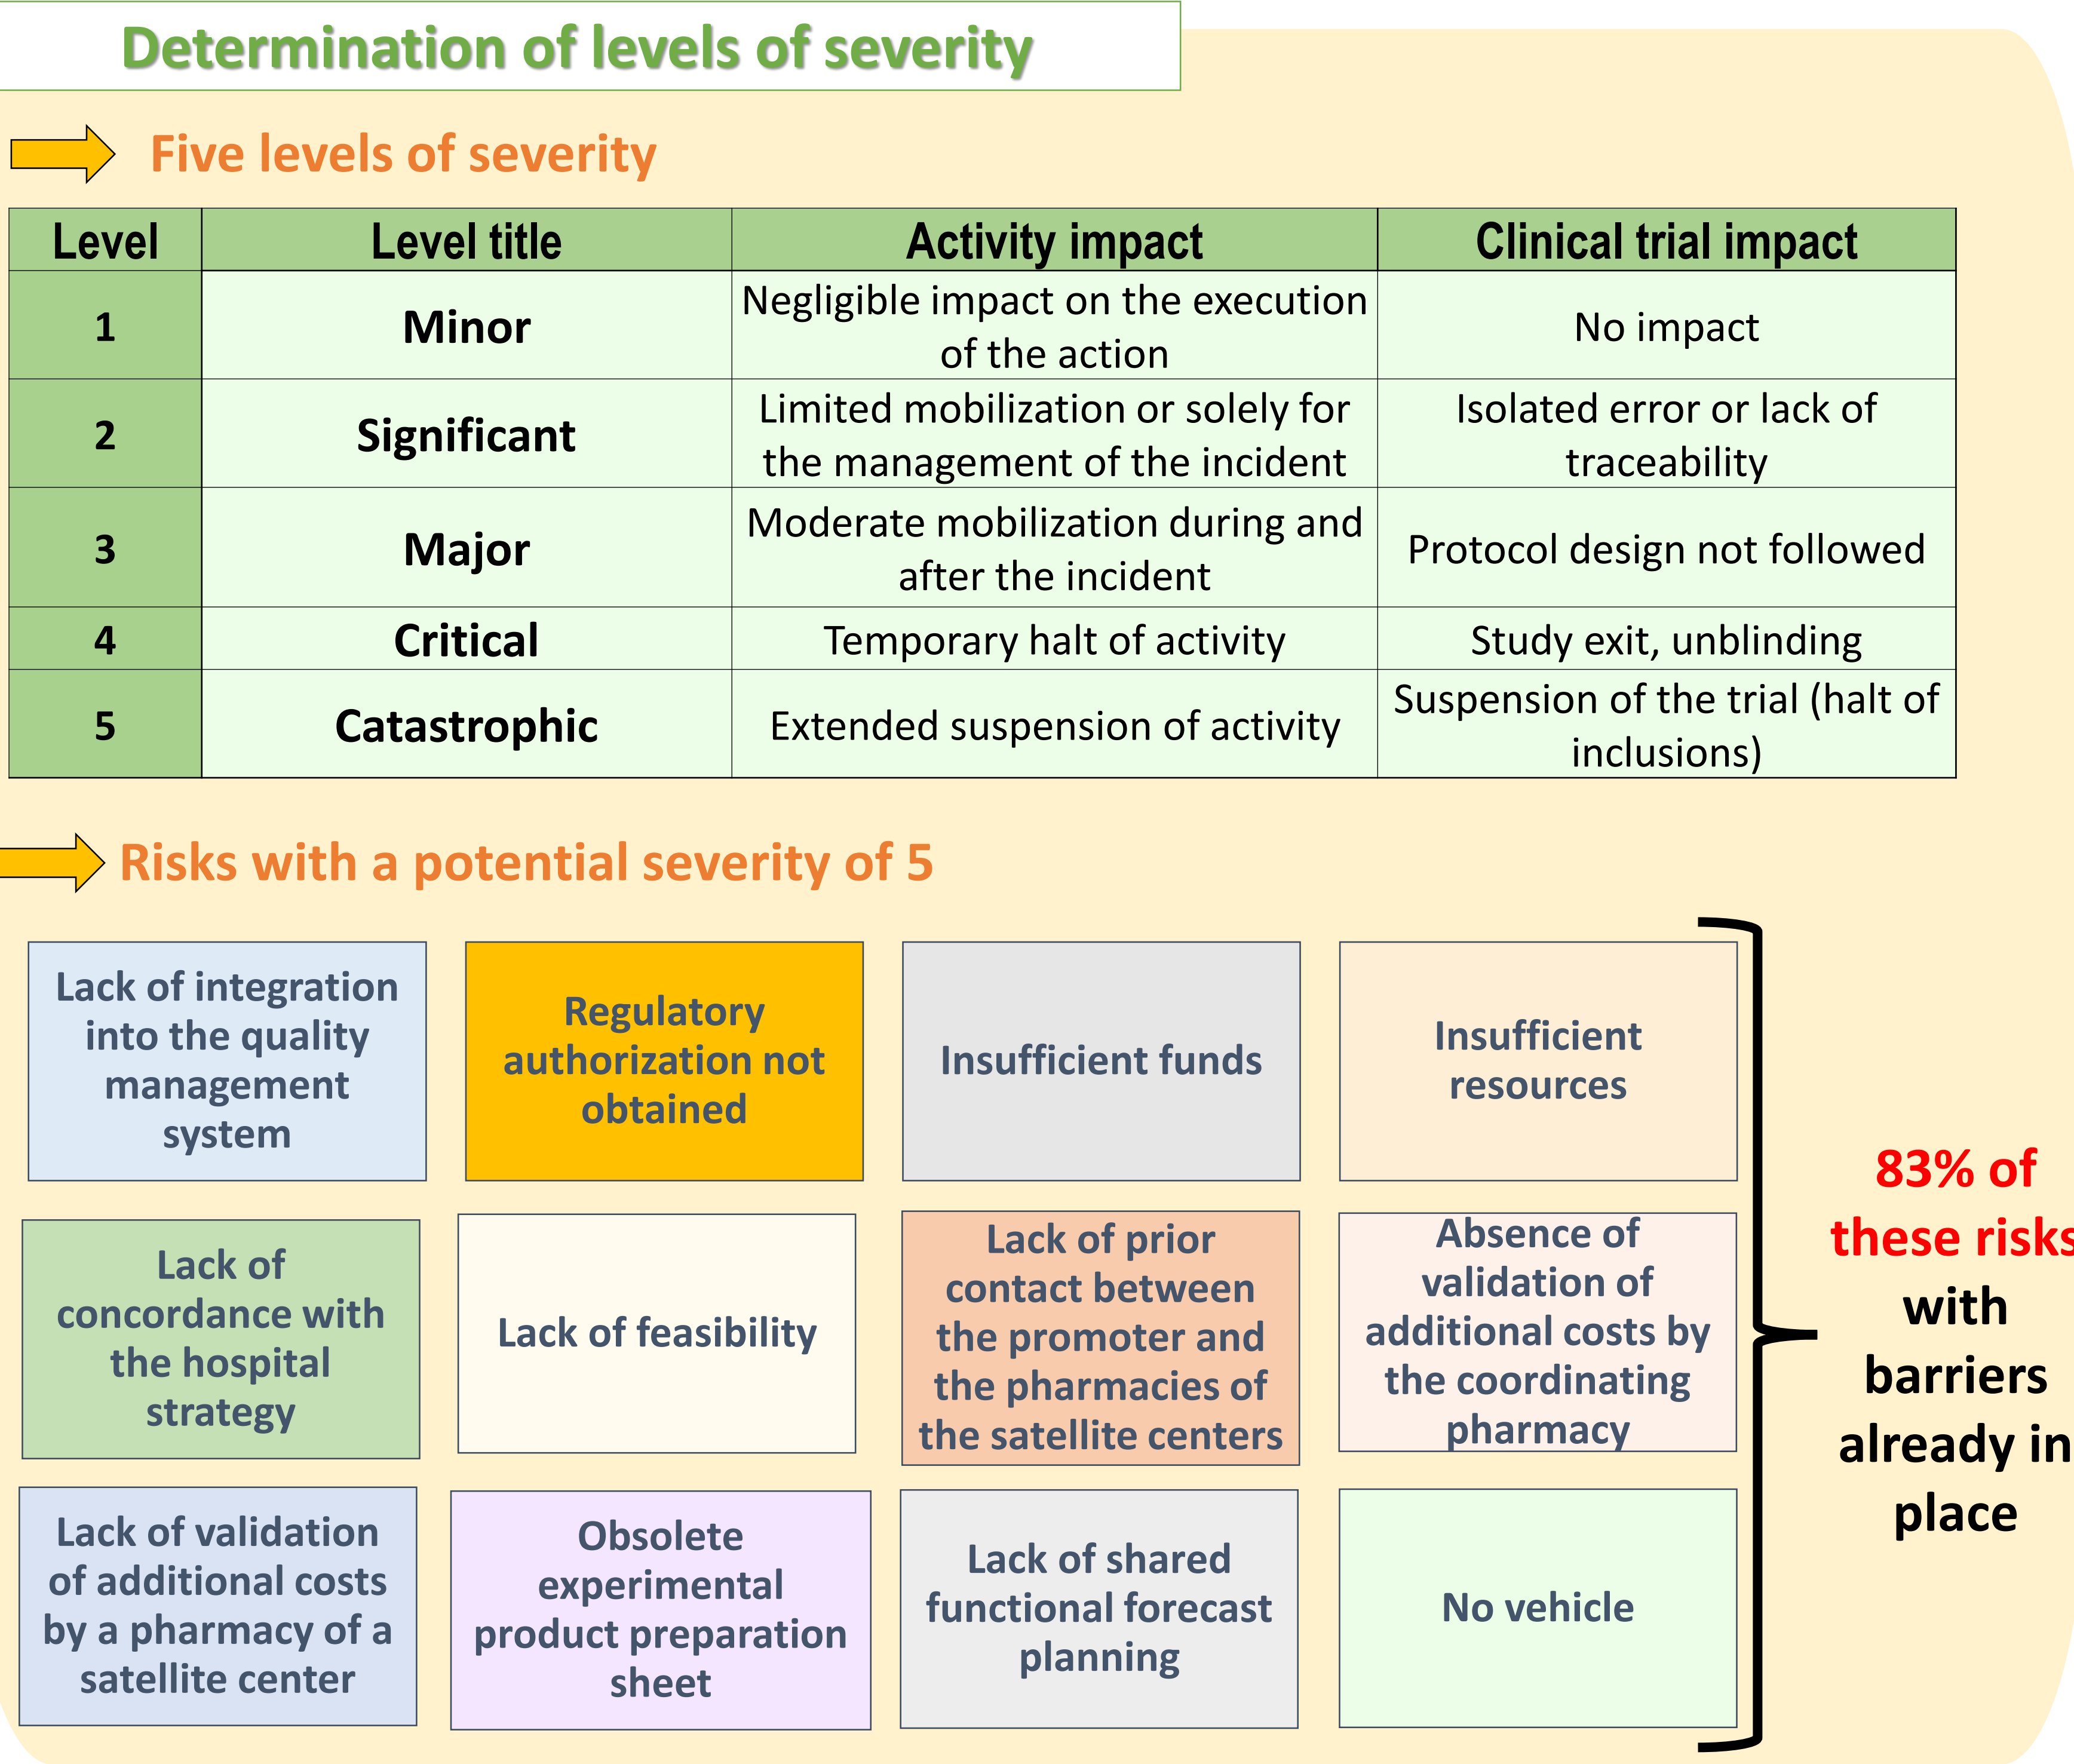 Determination of levels of severity
Five levels of severity
Level
Level title
Activity impact
Clinical trial impact
1
Minor
Negligible impact on the execution
of the action
No impact
2
Significant
Limited mobilization or solely for
the management of the incident
Isolated error or lack of
traceability
3
Major
Moderate mobilization during and
after the incident
Protocol design not followed
4
Critical
Temporary halt of activity
Study exit, unblinding
5
Catastrophic
Extended suspension of activity
Suspension of the trial (halt of
inclusions)
Risks with a potential severity of 5
Lack of integration
into the quality
management
system
Regulatory
authorization not
obtained
Insufficient funds
Insufficient
resources
Lack of
concordance with
the hospital
strategy
Lack of feasibility
Lack of prior
contact between
the promoter and
the pharmacies of
the satellite centers
Absence of
validation of
additional costs by
the coordinating
pharmacy
Lack of validation
of additional costs
by a pharmacy of a
satellite center
Obsolete
experimental
product preparation
sheet
Lack of shared
functional forecast
planning
No vehicle
83% of
these risks
with
barriers
already in
place